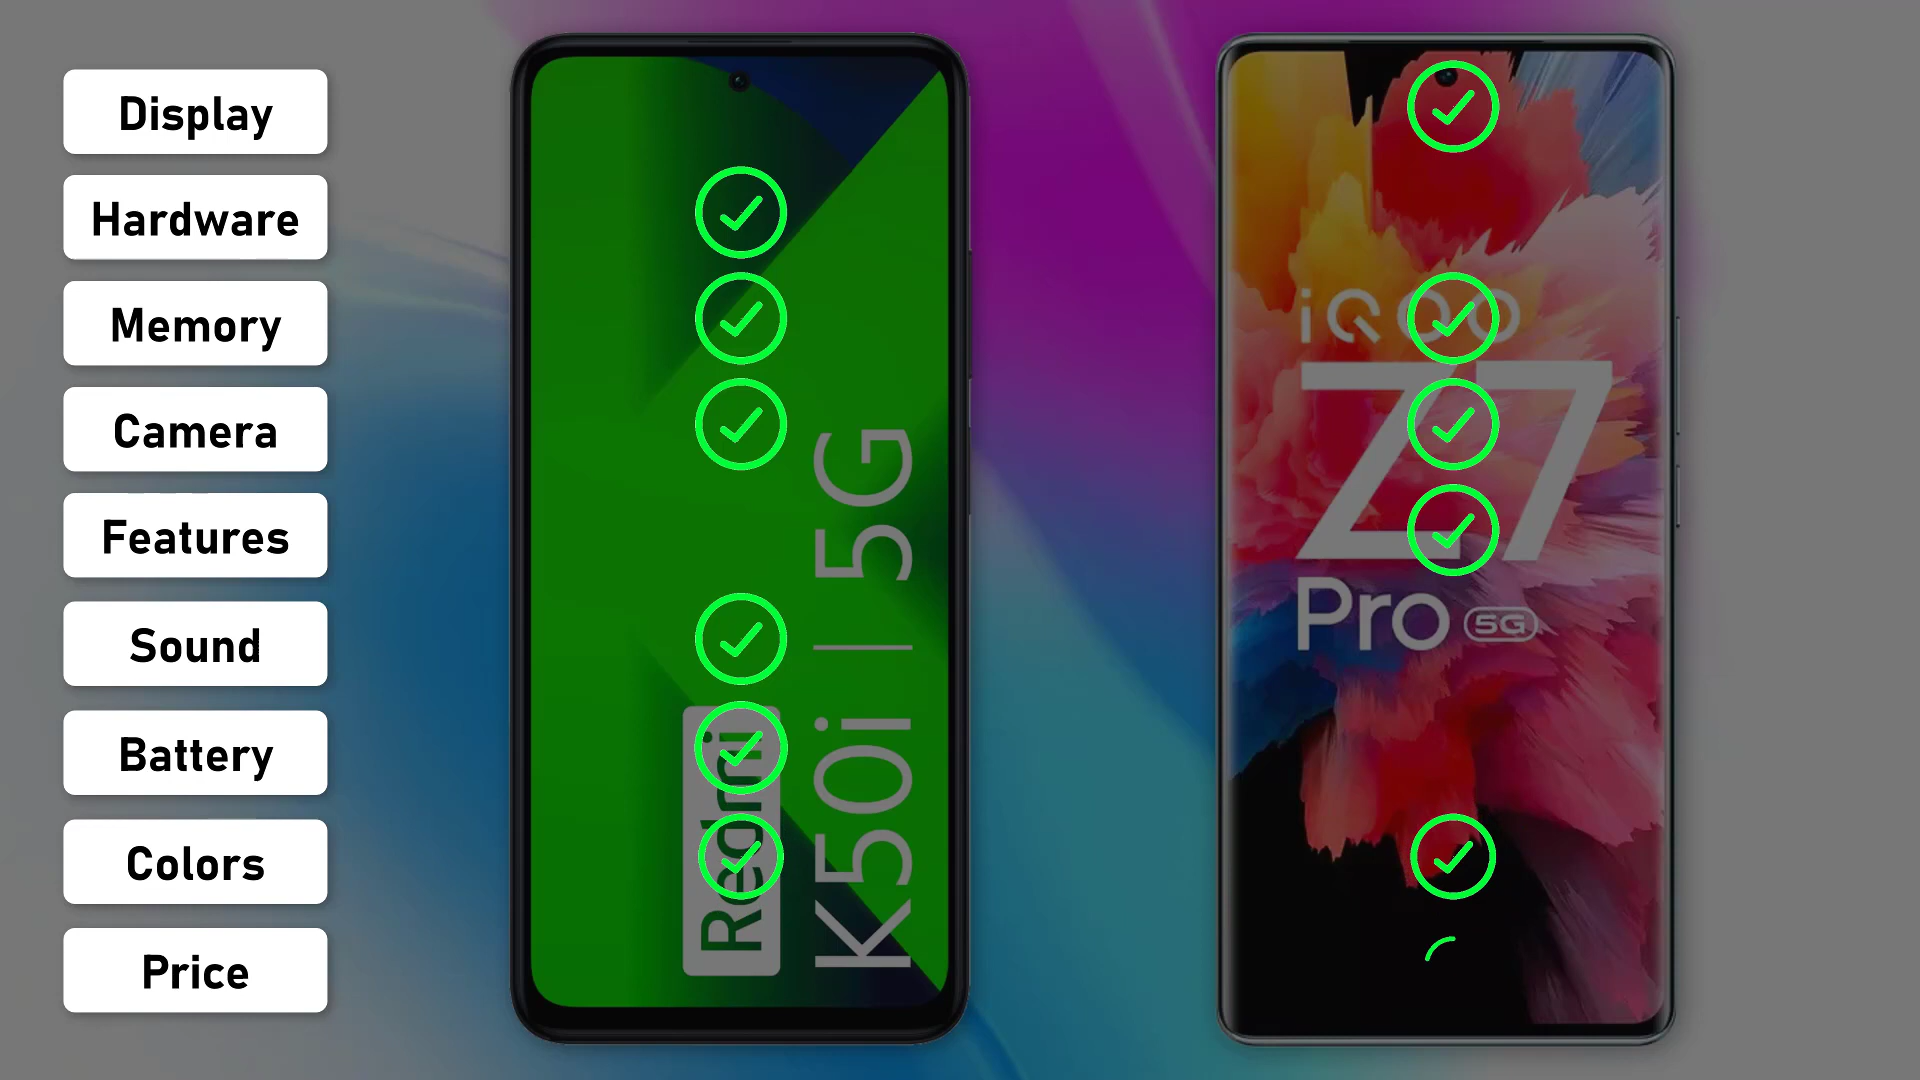 Display
Hardware
Memory
Camera
Features
Sound
Battery
Colors
Price
Redmi
K50i | 5G
iQOO
Z7
Pro 5G